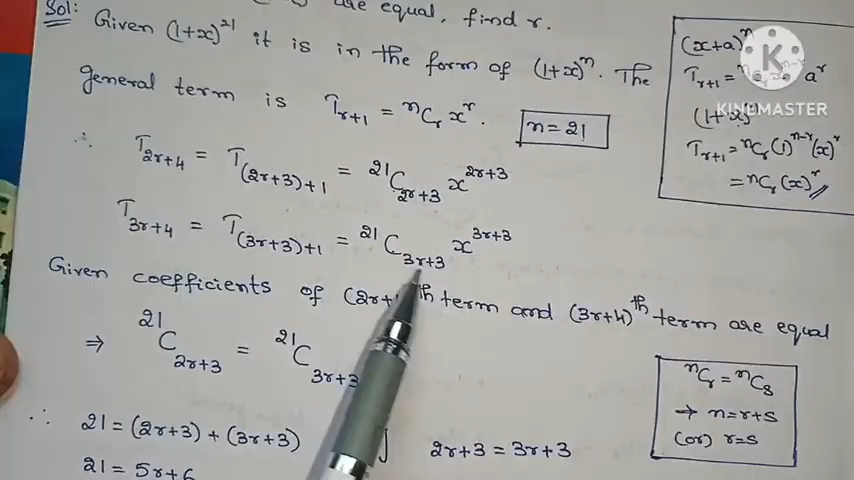 Sol: are equal, find r.
Given (1+x)^21 it is in the form of (1+x)^n. The
general term is T_{r+1} = ^nC_r x^r. n=21
∴ T_{2r+4} = T_{(2r+3)+1} = ^21C_{2r+3} x^{2r+3}
T_{3r+4} = T_{(3r+3)+1} = ^21C_{3r+3} x^{3r+3}
Given coefficients of (2r+ th term and (3r+4)^th term are equal
⇒ ^21C_{2r+3} = ^21C_{3r+3}
∴ 21 = (2r+3) + (3r+3) 2r+3 = 3r+3
21 = 5r+6
(x+a)^n
T_{r+1} = a^r
(1+x)
T_{r+1} = ^nC_r (1)^{n-r} (x)^r
= ^nC_r (x)^r
^nC_r = ^nC_s
→ n=r+s
(or) r=s
KINEMASTER